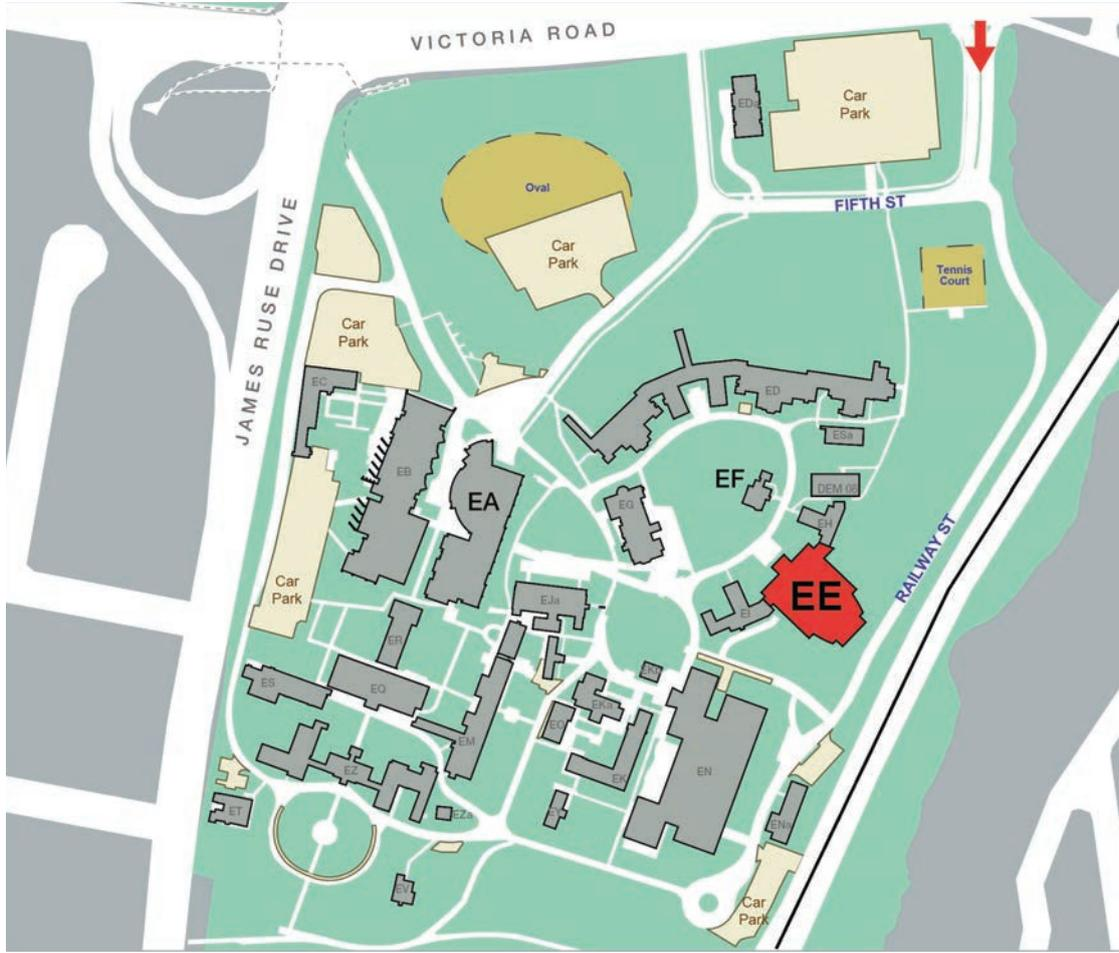 VICTORIA ROAD
EDa
Car
Park
Oval
FIFTH ST
Car
Park
JAMES RUSE DRIVE
Tennis
Court
Car
Park
EC
ED
ESa
EB
EA
EF
DEM 08
EG
EH
RAILWAY ST
Car
Park
EE
EJa
EI
ER
ES
EQ
EKa
EO
EM
EZ
EK
EN
ET
EZa
ENa
EV
Car
Park